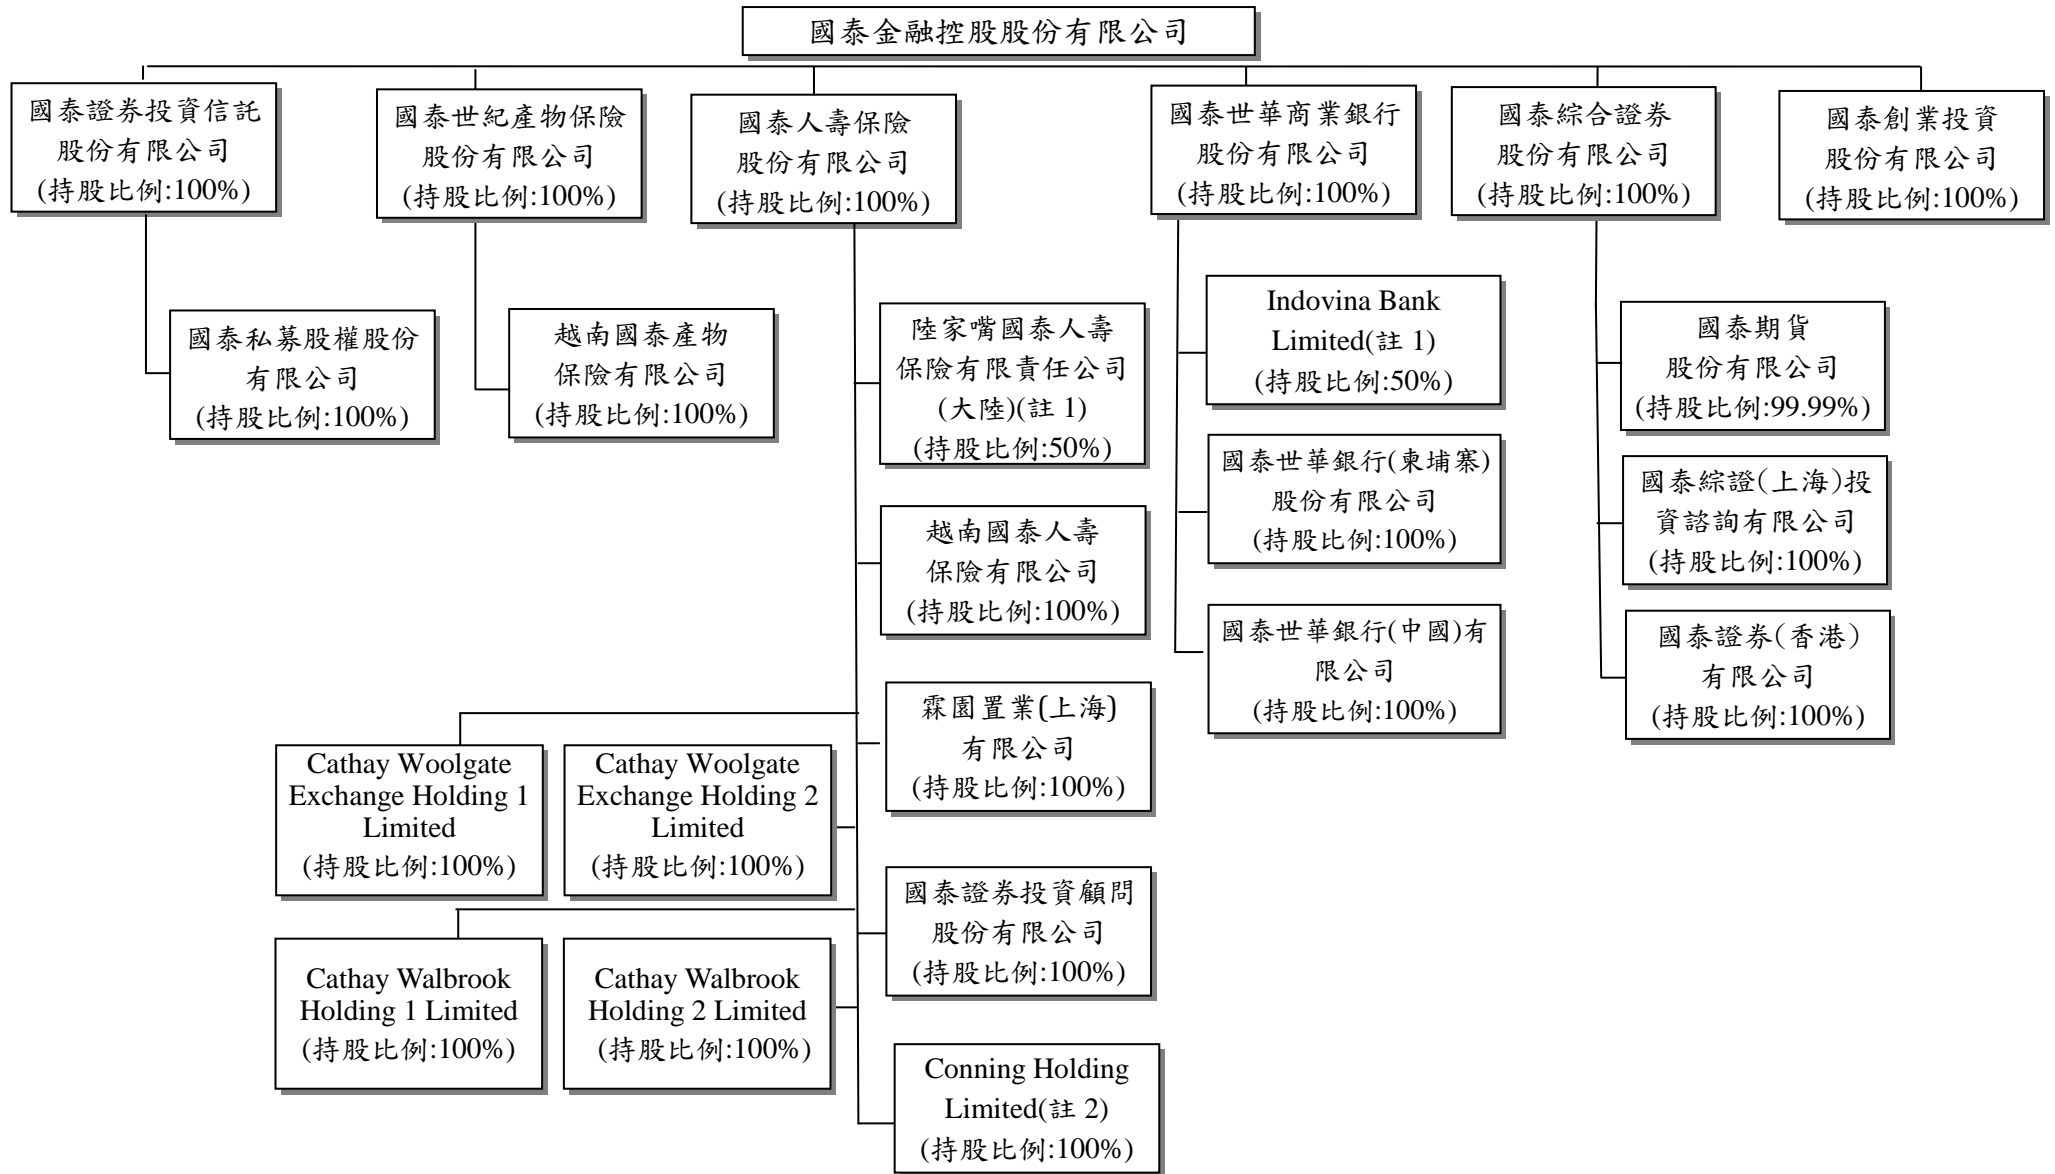 國泰金融控股股份有限公司
國泰證券投資信託
股份有限公司
(持股比例:100%)
國泰世紀產物保險
股份有限公司
(持股比例:100%)
國泰人壽保險
股份有限公司
(持股比例:100%)
國泰世華商業銀行
股份有限公司
(持股比例:100%)
國泰綜合證券
股份有限公司
(持股比例:100%)
國泰創業投資
股份有限公司
(持股比例:100%)
國泰私募股權股份
有限公司
(持股比例:100%)
越南國泰產物
保險有限公司
(持股比例:100%)
陸家嘴國泰人壽
保險有限責任公司
(大陸)(註 1)
(持股比例:50%)
Indovina Bank
Limited(註 1)
(持股比例:50%)
國泰期貨
股份有限公司
(持股比例:99.99%)
國泰世華銀行(柬埔寨)
股份有限公司
(持股比例:100%)
國泰綜證(上海)投
資諮詢有限公司
(持股比例:100%)
越南國泰人壽
保險有限公司
(持股比例:100%)
國泰世華銀行(中國)有
限公司
(持股比例:100%)
國泰證券(香港)
有限公司
(持股比例:100%)
霖園置業(上海)
有限公司
(持股比例:100%)
Cathay Woolgate
Exchange Holding 1
Limited
(持股比例:100%)
Cathay Woolgate
Exchange Holding 2
Limited
(持股比例:100%)
國泰證券投資顧問
股份有限公司
(持股比例:100%)
Cathay Walbrook
Holding 1 Limited
(持股比例:100%)
Cathay Walbrook
Holding 2 Limited
(持股比例:100%)
Conning Holding
Limited(註 2)
(持股比例:100%)